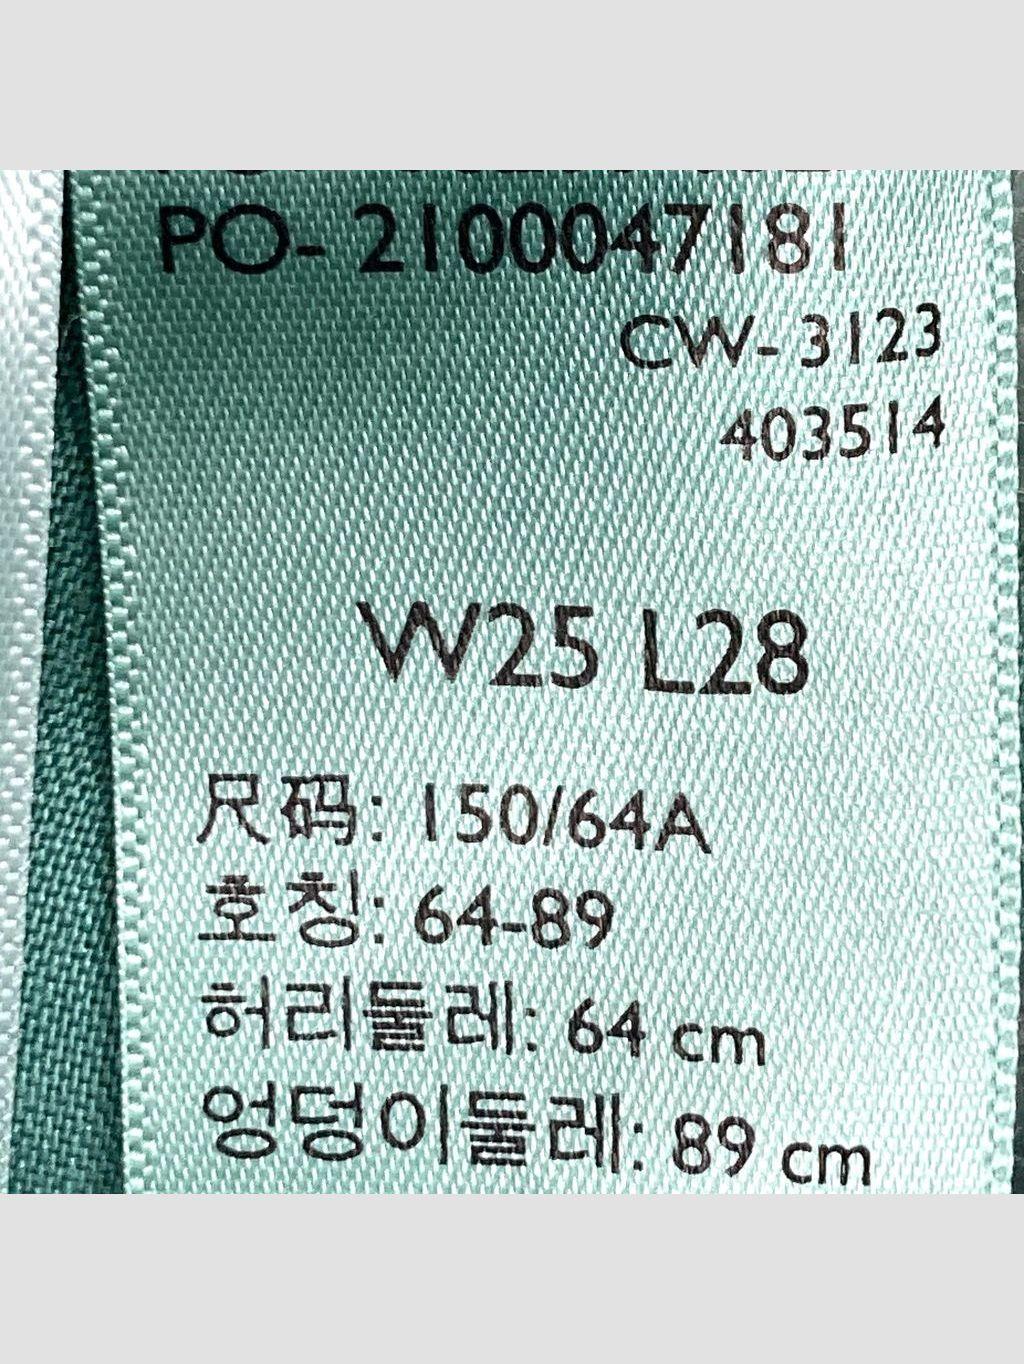 PO- 2100047181
CW- 3123
403514
W25 L28
尺码: 150/64A
호칭: 64-89
허리둘레: 64 cm
엉덩이둘레: 89 cm